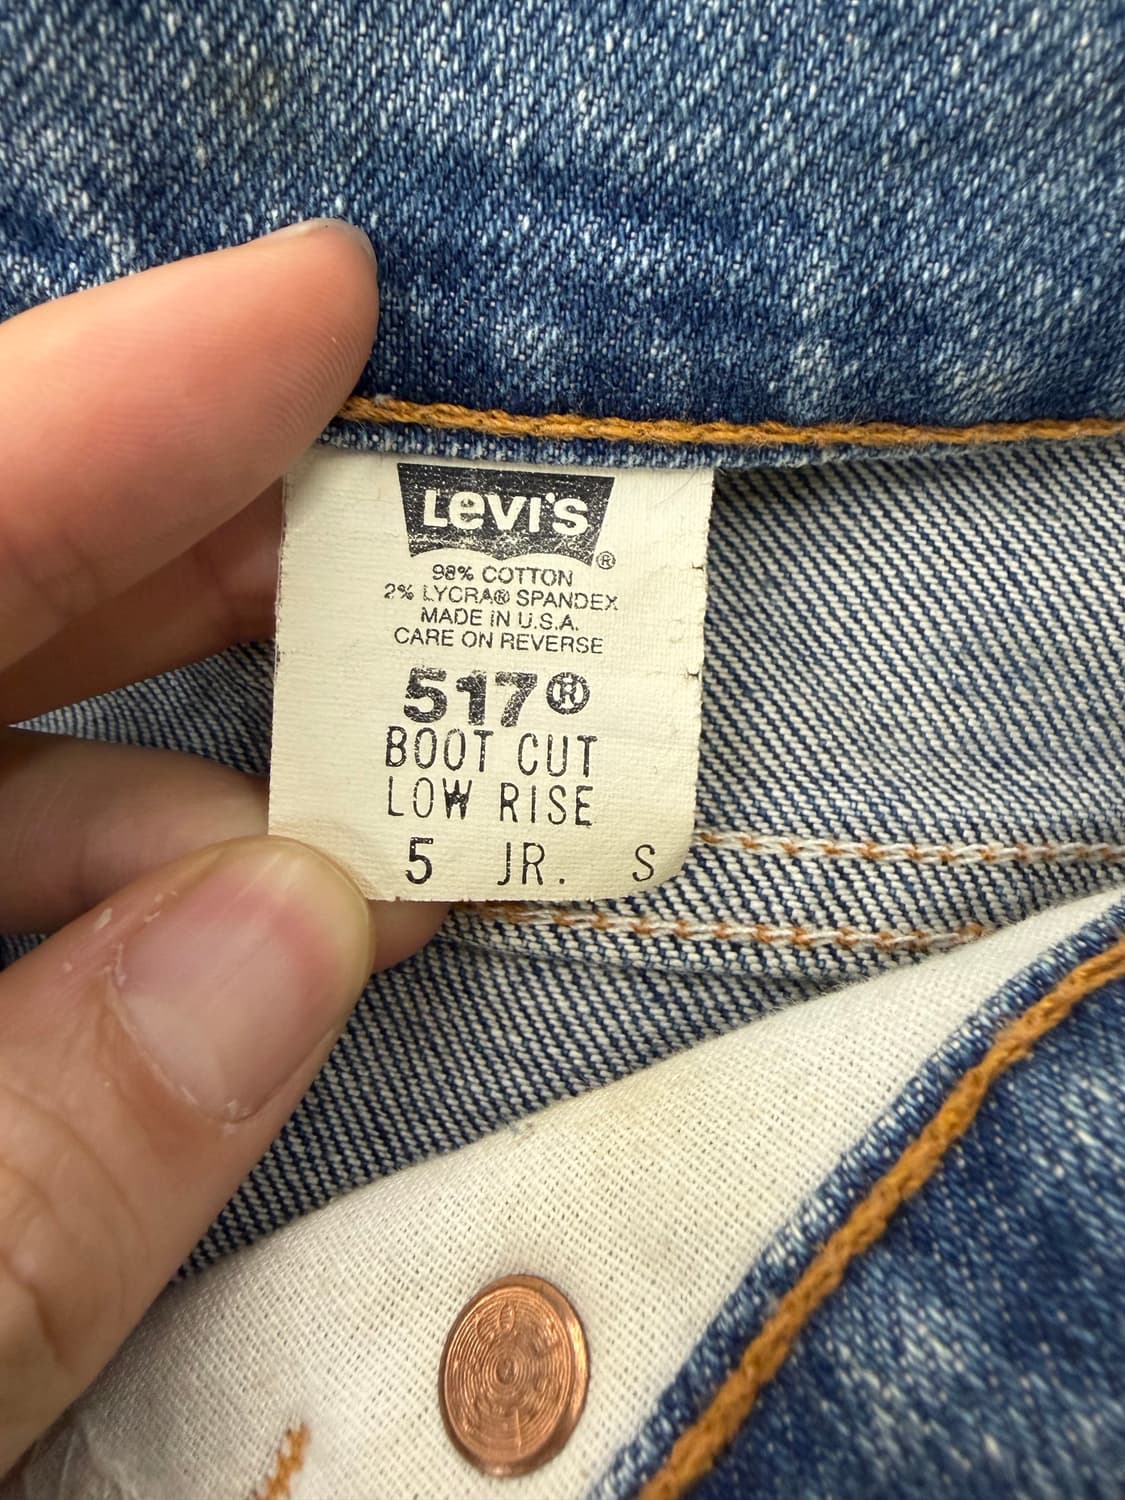 Levi's®
98% COTTON
2% LYCRA® SPANDEX
MADE IN U.S.A.
CARE ON REVERSE
517®
BOOT CUT
LOW RISE
5 JR. S